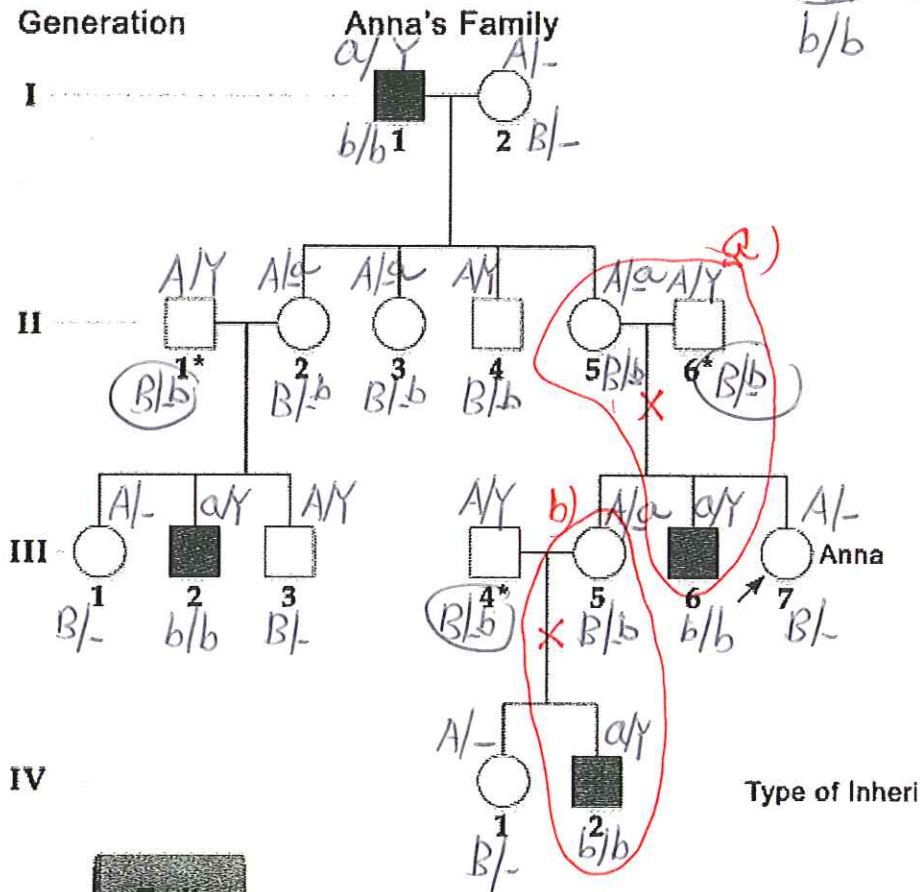 Generation Anna's Family
b/b
a/Y A/-
I
b/b 1 2 B/-
a)
A/Y A/a A/a A/Y A/a A/Y
II
1* 2 3 4 5 B/b 6* B/b
B/b B/b B/b B/b
X
A/- a/Y A/Y A/Y b) A/a a/Y A/-
III Anna
1 2 3 4* 5 6 7
B/- b/b B/- B/b X B/b b/b B/-
A/- a/Y
IV Type of Inheri
1 2
B/- b/b